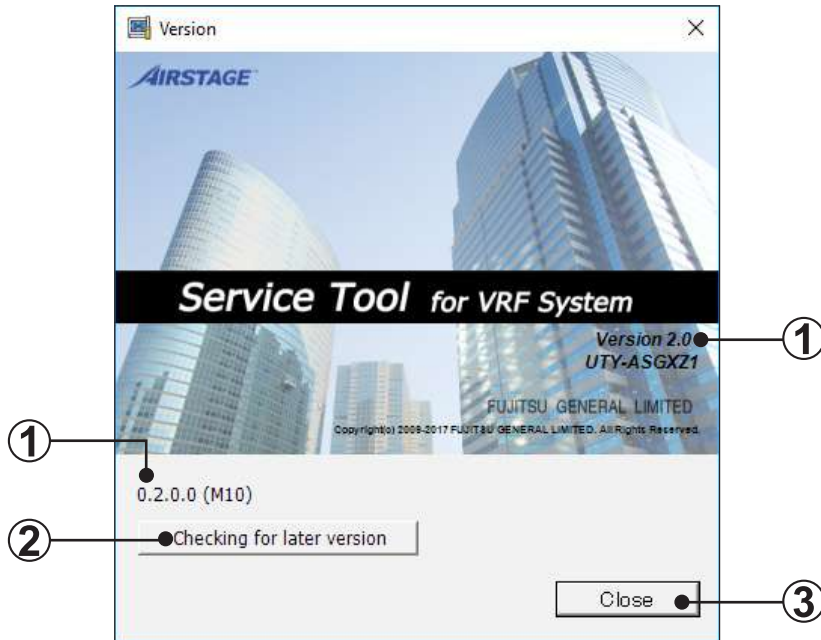 Version
AIRSTAGE
Service Tool for VRF System
Version 2.0
1
UTY-ASGXZ1
FUJITSU GENERAL LIMITED
Copyright(c) 2009-2017 FUJITSU GENERAL LIMITED. All Rights Reserved.
1
0.2.0.0 (M10)
2
Checking for later version
Close
3